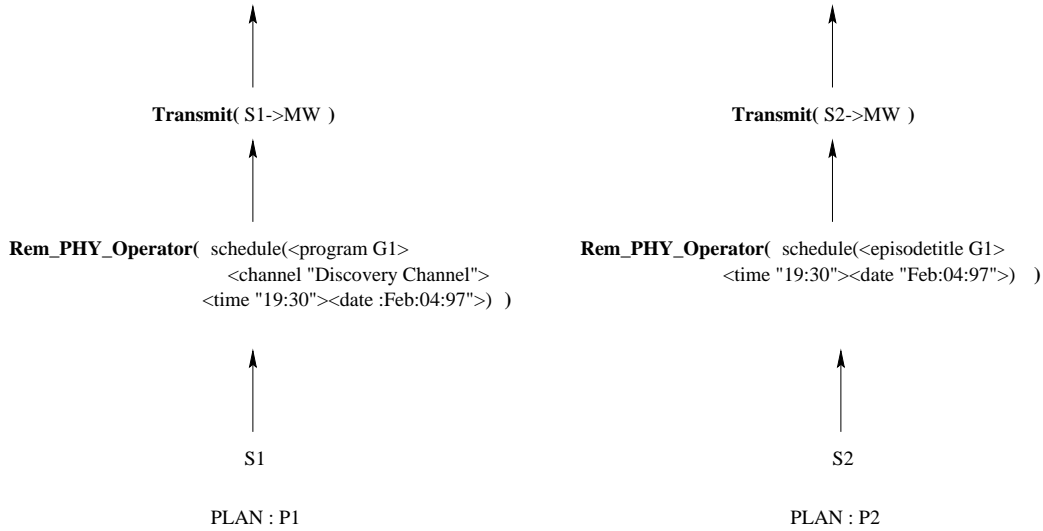 Transmit( S1->MW )
Transmit( S2->MW )
Rem_PHY_Operator( schedule(<program G1>
<channel "Discovery Channel">
<time "19:30"><date :Feb:04:97">) )
Rem_PHY_Operator( schedule(<episodetitle G1>
<time "19:30"><date "Feb:04:97">) )
S1
S2
PLAN : P1
PLAN : P2